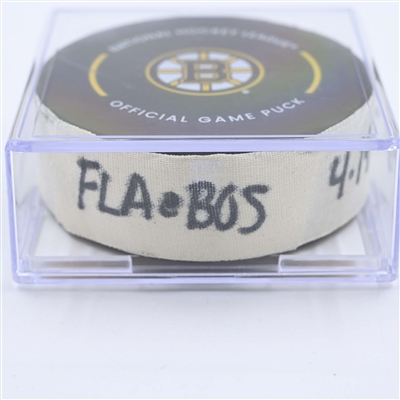 NATIONAL HOCKEY LEAGUE
B
OFFICIAL GAME PUCK
FLA•BOS